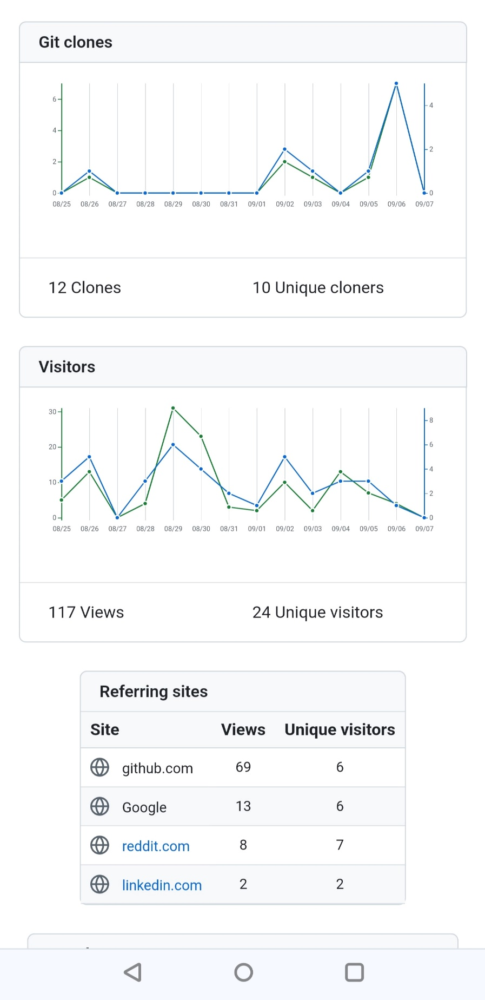 Git clones
6
4
2
0
4
2
0
08/25 08/26 08/27 08/28 08/29 08/30 08/31 09/01 09/02 09/03 09/04 09/05 09/06 09/07
12 Clones 10 Unique cloners
Visitors
30
20
10
0
8
6
4
2
0
08/25 08/26 08/27 08/28 08/29 08/30 08/31 09/01 09/02 09/03 09/04 09/05 09/06 09/07
117 Views 24 Unique visitors
Referring sites
Site Views Unique visitors
github.com 69 6
Google 13 6
reddit.com 8 7
linkedin.com 2 2